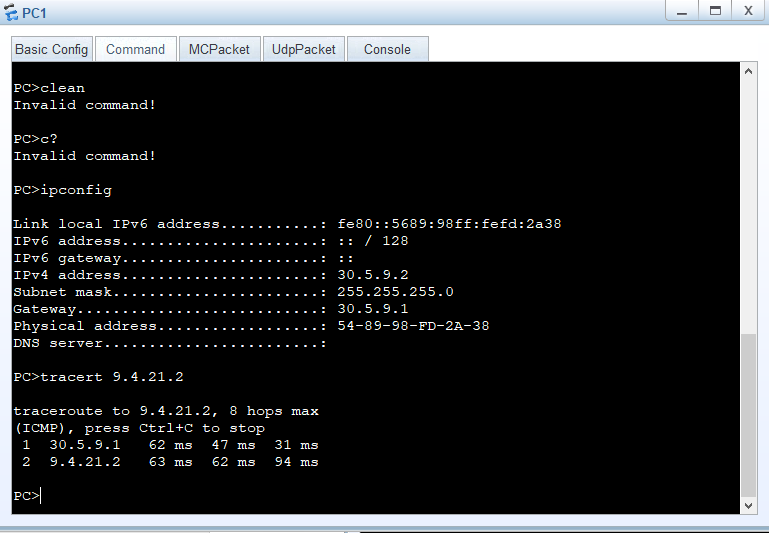 PC1
Basic Config Command MCPacket UdpPacket Console
PC>clean
Invalid command!
PC>c?
Invalid command!
PC>ipconfig
Link local IPv6 address...........: fe80::5689:98ff:fefd:2a38
IPv6 address......................: :: / 128
IPv6 gateway......................: ::
IPv4 address......................: 30.5.9.2
Subnet mask.......................: 255.255.255.0
Gateway...........................: 30.5.9.1
Physical address..................: 54-89-98-FD-2A-38
DNS server........................:
PC>tracert 9.4.21.2
traceroute to 9.4.21.2, 8 hops max
(ICMP), press Ctrl+C to stop
 1  30.5.9.1   62 ms  47 ms  31 ms
 2  9.4.21.2   63 ms  62 ms  94 ms
PC>